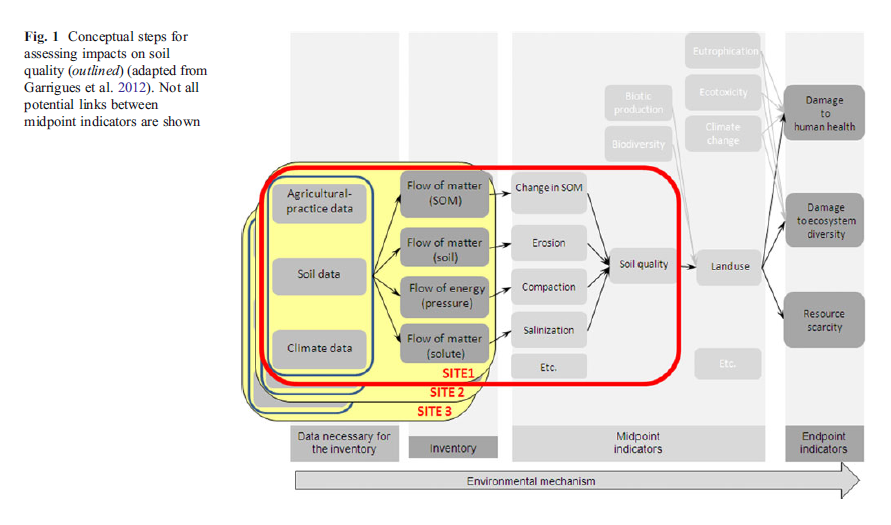 Fig. 1 Conceptual steps for
assessing impacts on soil
quality (outlined) (adapted from
Garrigues et al. 2012). Not all
potential links between
midpoint indicators are shown
Agricultural-
practice data
Soil data
Climate data
Flow of matter
(SOM)
Flow of matter
(soil)
Flow of energy
(pressure)
Flow of matter
(solute)
SITE1
SITE 2
SITE 3
Change in SOM
Erosion
Compaction
Salinization
Etc.
Biotic
production
Biodiversity
Soil quality
Eutrophication
Ecotoxicity
Climate
change
Land use
Etc.
Damage
to
human health
Damage
to ecosystem
diversity
Resource
scarcity
Data necessary for
the inventory
Inventory
Midpoint
indicators
Endpoint
indicators
Environmental mechanism